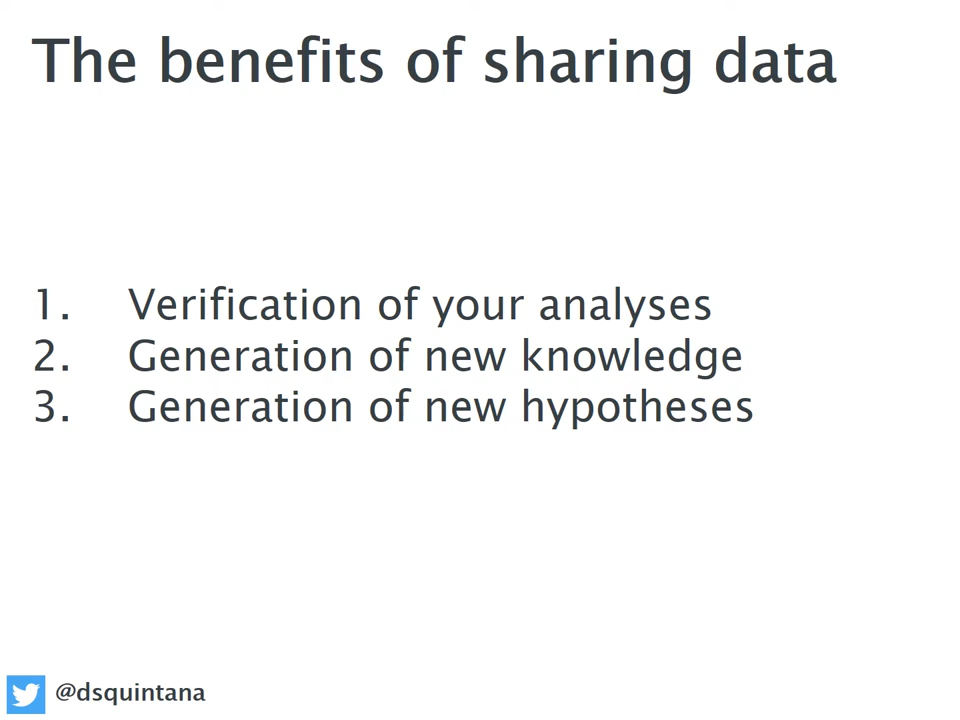 The benefits of sharing data
1. Verification of your analyses
2. Generation of new knowledge
3. Generation of new hypotheses
@dsquintana